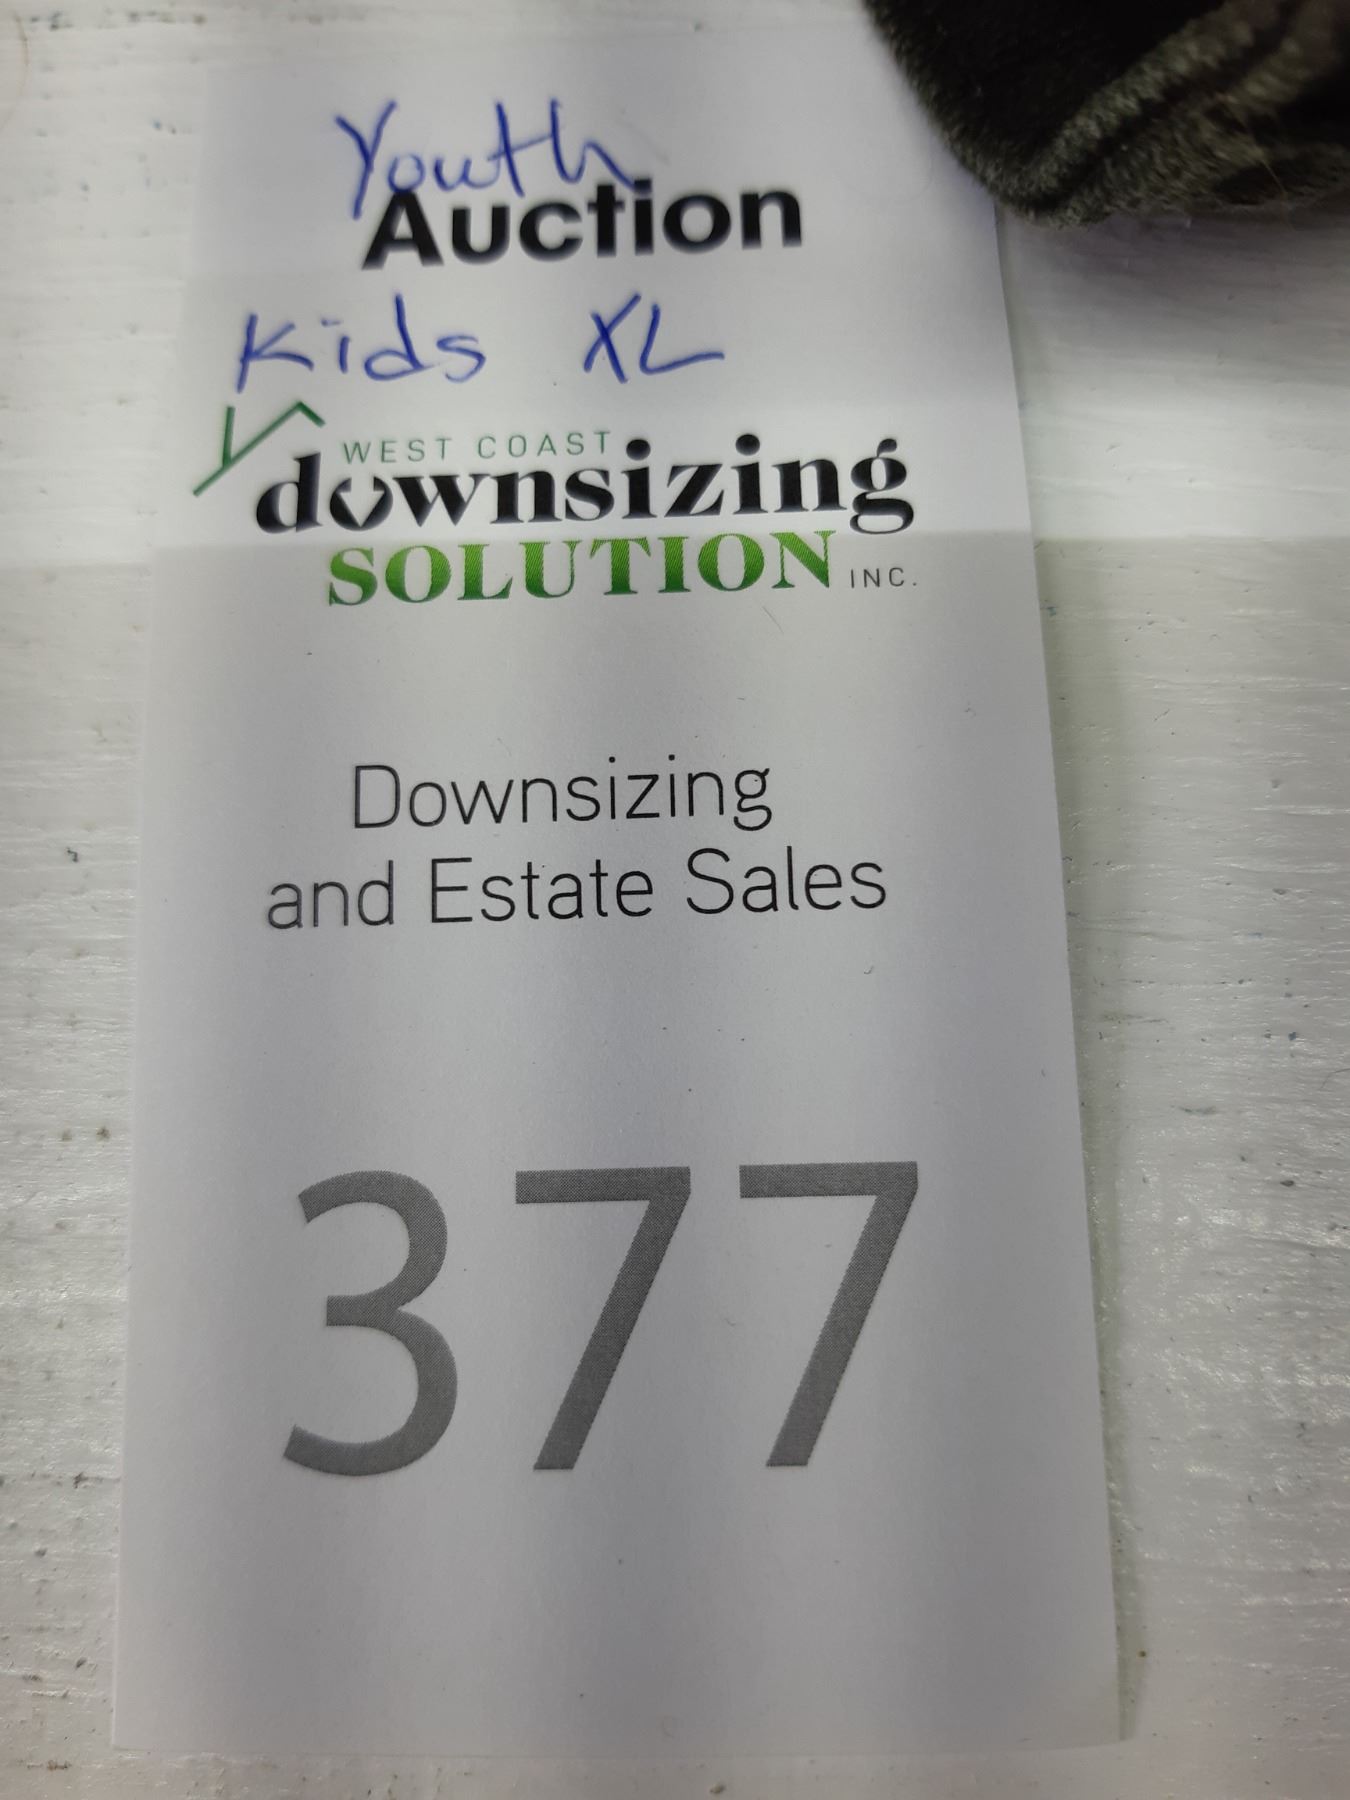 Youth
Auction
Kids XL
WEST COAST
downsizing
SOLUTION INC.
Downsizing
and Estate Sales
377